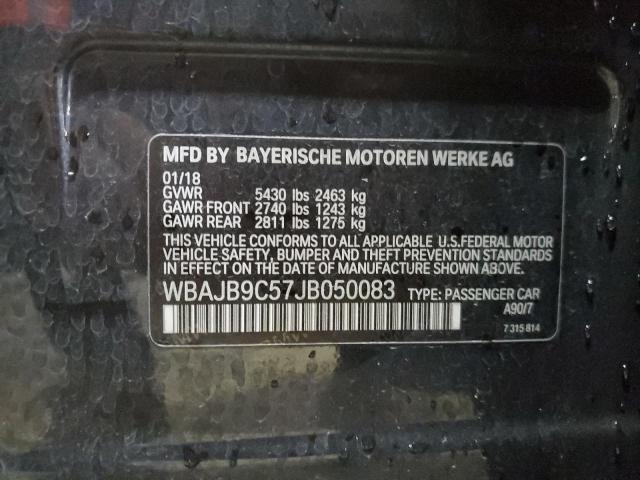 MFD BY BAYERISCHE MOTOREN WERKE AG
01/18
GVWR 5430 lbs 2463 kg
GAWR FRONT 2740 lbs 1243 kg
GAWR REAR 2811 lbs 1275 kg
THIS VEHICLE CONFORMS TO ALL APPLICABLE U.S.FEDERAL MOTOR
VEHICLE SAFETY, BUMPER AND THEFT PREVENTION STANDARDS
IN EFFECT ON THE DATE OF MANUFACTURE SHOWN ABOVE.
WBAJB9C57JB050083 TYPE: PASSENGER CAR
A90/7
7 315 814